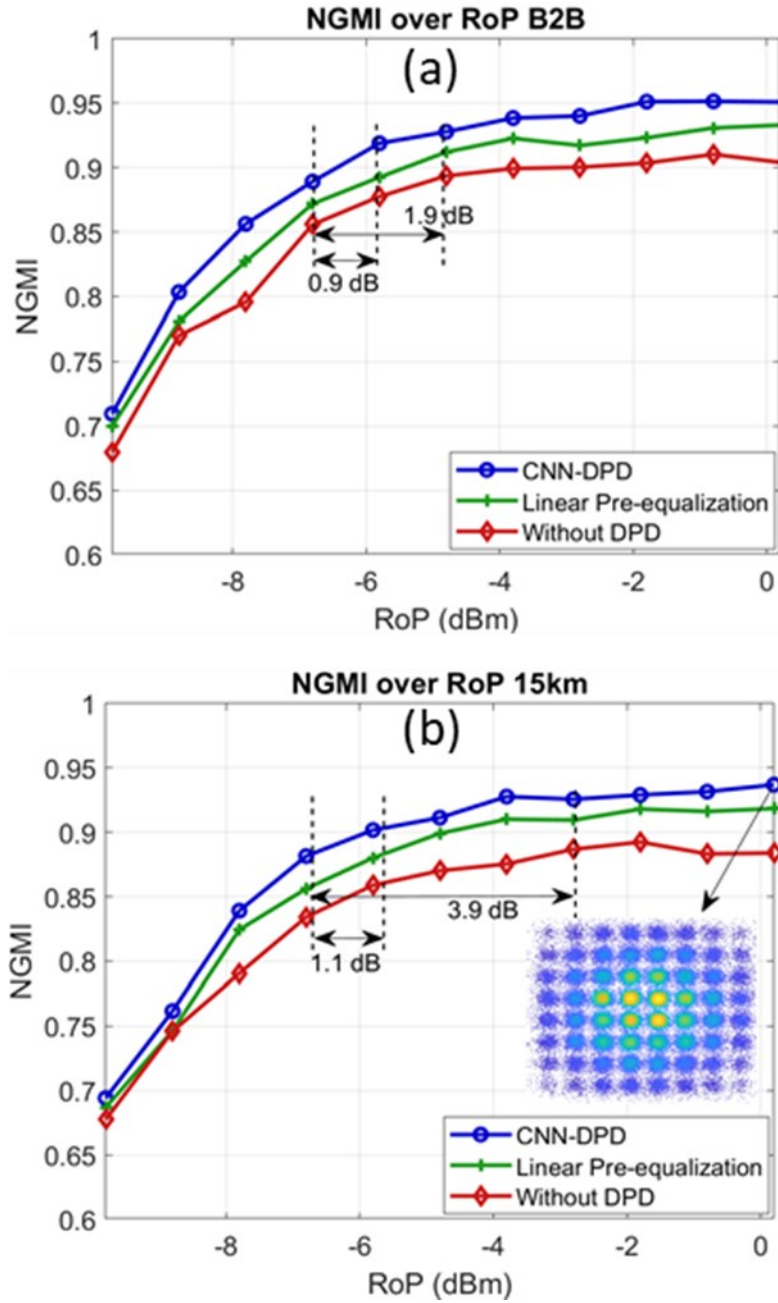 NGMI over RoP B2B
(a)
1
0.95
0.9
0.85
0.8
0.75
0.7
0.65
0.6
NGMI
1.9 dB
0.9 dB
CNN-DPD
Linear Pre-equalization
Without DPD
-8 -6 -4 -2 0
RoP (dBm)
NGMI over RoP 15km
(b)
1
0.95
0.9
0.85
0.8
0.75
0.7
0.65
0.6
NGMI
3.9 dB
1.1 dB
CNN-DPD
Linear Pre-equalization
Without DPD
-8 -6 -4 -2 0
RoP (dBm)